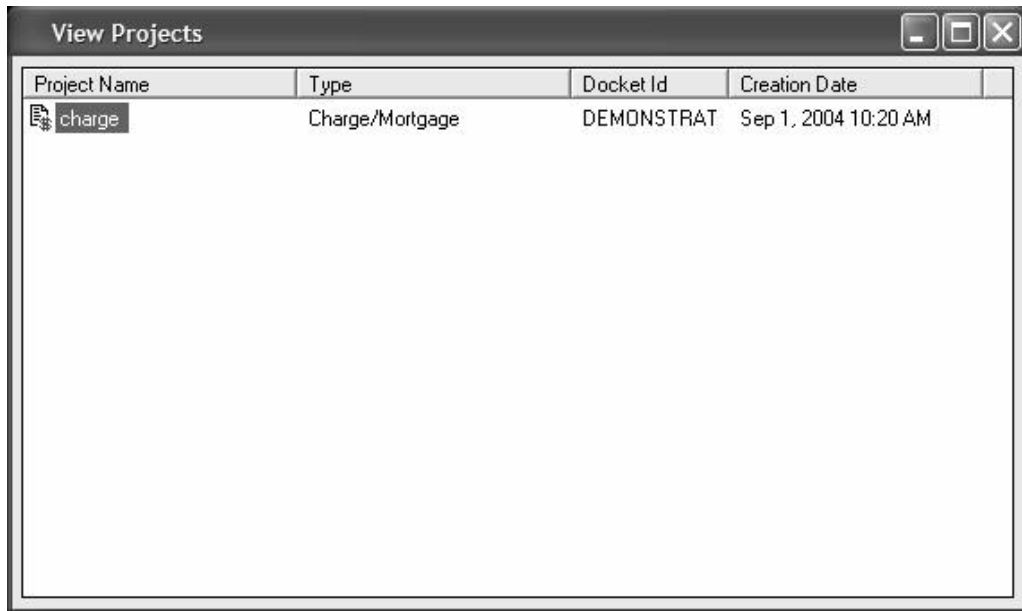 View Projects
Project Name Type Docket Id Creation Date
charge Charge/Mortgage DEMONSTRAT Sep 1, 2004 10:20 AM